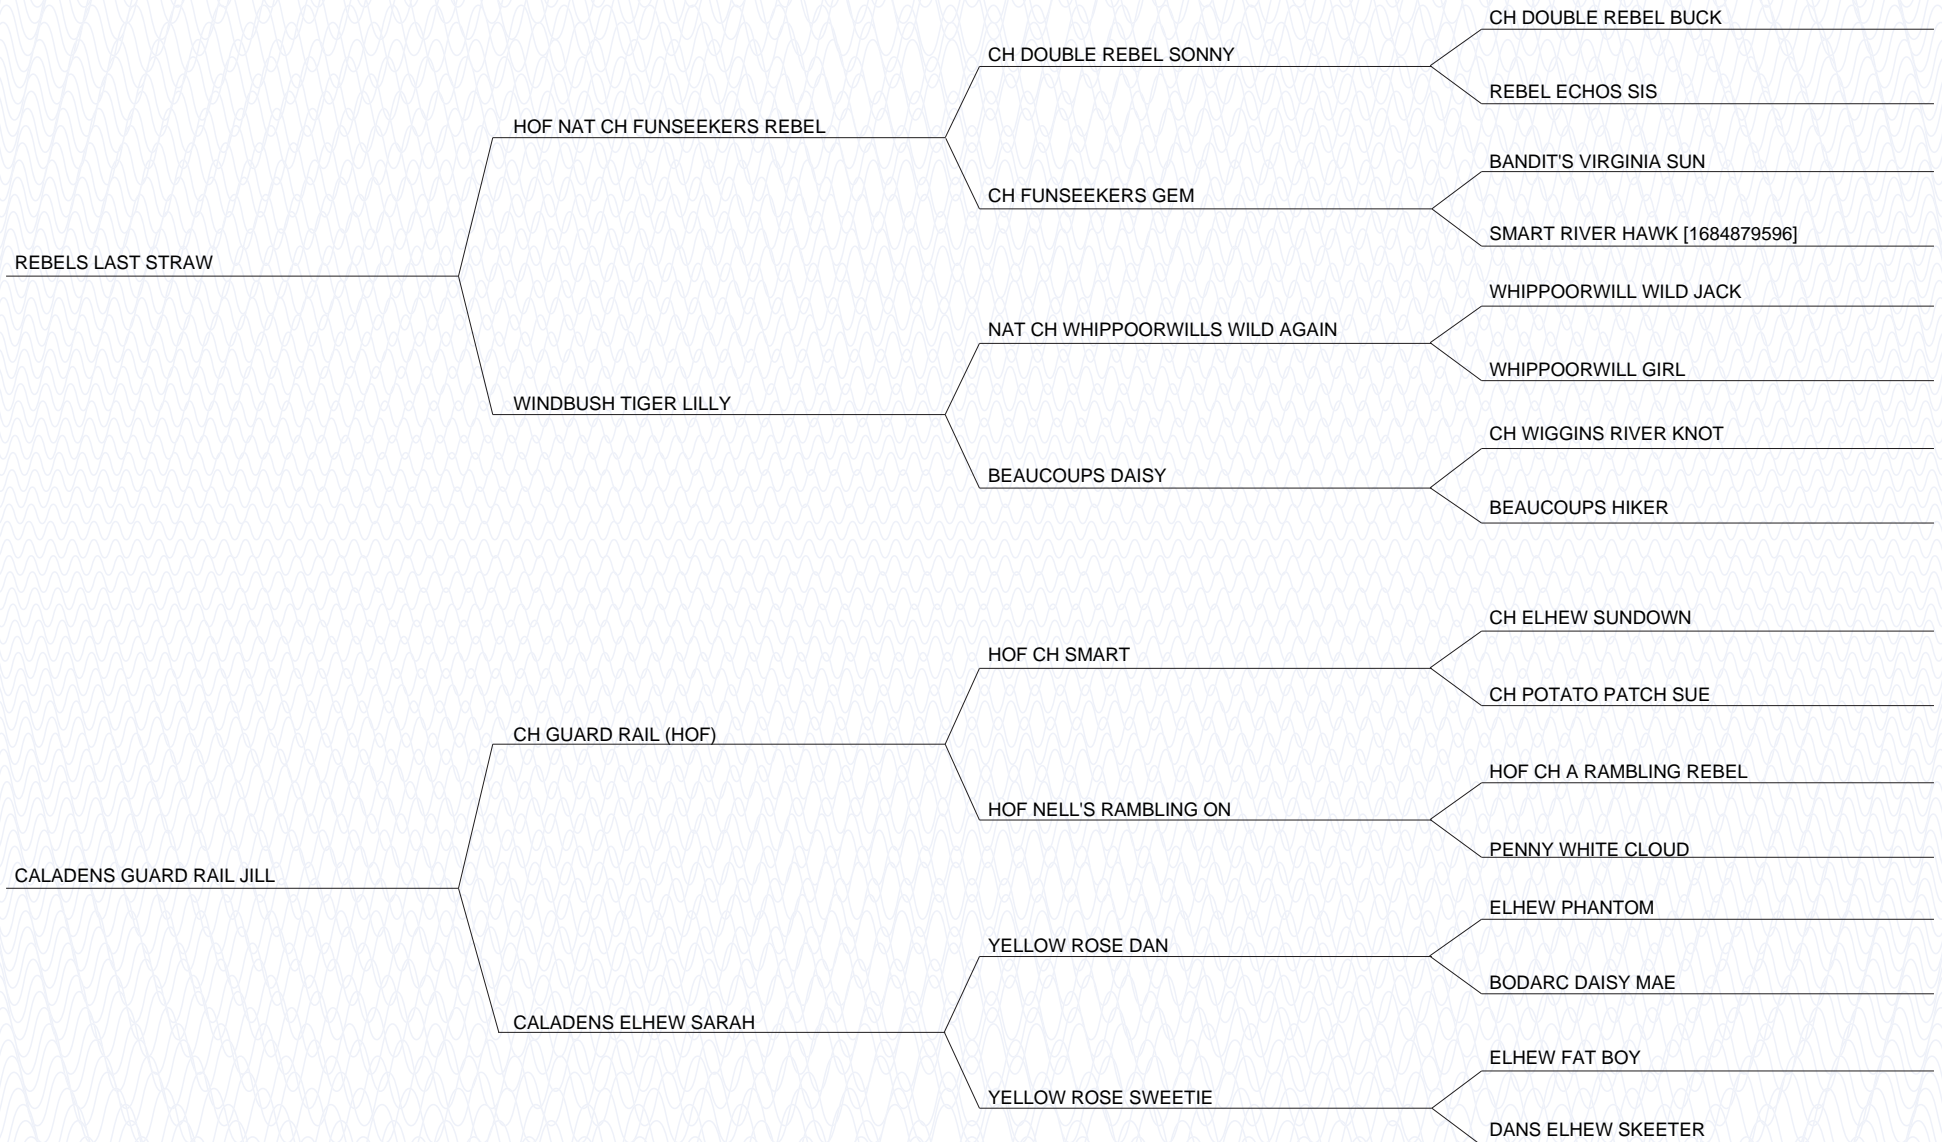 CH DOUBLE REBEL BUCK
CH DOUBLE REBEL SONNY
REBEL ECHOS SIS
HOF NAT CH FUNSEEKERS REBEL
BANDIT'S VIRGINIA SUN
CH FUNSEEKERS GEM
SMART RIVER HAWK [1684879596]
REBELS LAST STRAW
WHIPPOORWILL WILD JACK
NAT CH WHIPPOORWILLS WILD AGAIN
WHIPPOORWILL GIRL
WINDBUSH TIGER LILLY
CH WIGGINS RIVER KNOT
BEAUCOUPS DAISY
BEAUCOUPS HIKER
CH ELHEW SUNDOWN
HOF CH SMART
CH POTATO PATCH SUE
CH GUARD RAIL (HOF)
HOF CH A RAMBLING REBEL
HOF NELL'S RAMBLING ON
PENNY WHITE CLOUD
CALADENS GUARD RAIL JILL
ELHEW PHANTOM
YELLOW ROSE DAN
BODARC DAISY MAE
CALADENS ELHEW SARAH
ELHEW FAT BOY
YELLOW ROSE SWEETIE
DANS ELHEW SKEETER